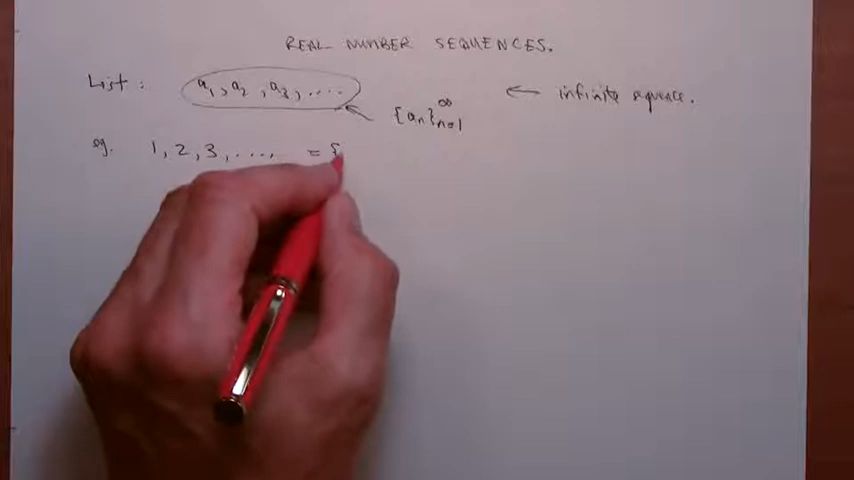 REAL NUMBER SEQUENCES.
List: a₁, a₂, a₃, .... {aₙ}ₙ₌₁^∞ ← infinite sequence.
eg. 1, 2, 3, ..... = {